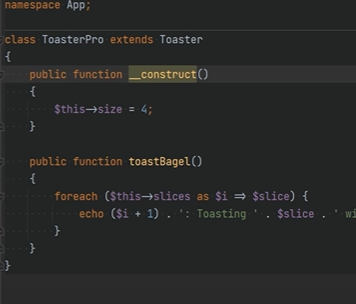 namespace App;
class ToasterPro extends Toaster
{
public function __construct()
{
$this->size = 4;
}
public function toastBagel()
{
foreach ($this->slices as $i => $slice) {
echo ($i + 1) . ': Toasting ' . $slice . ' wi
}
}
}